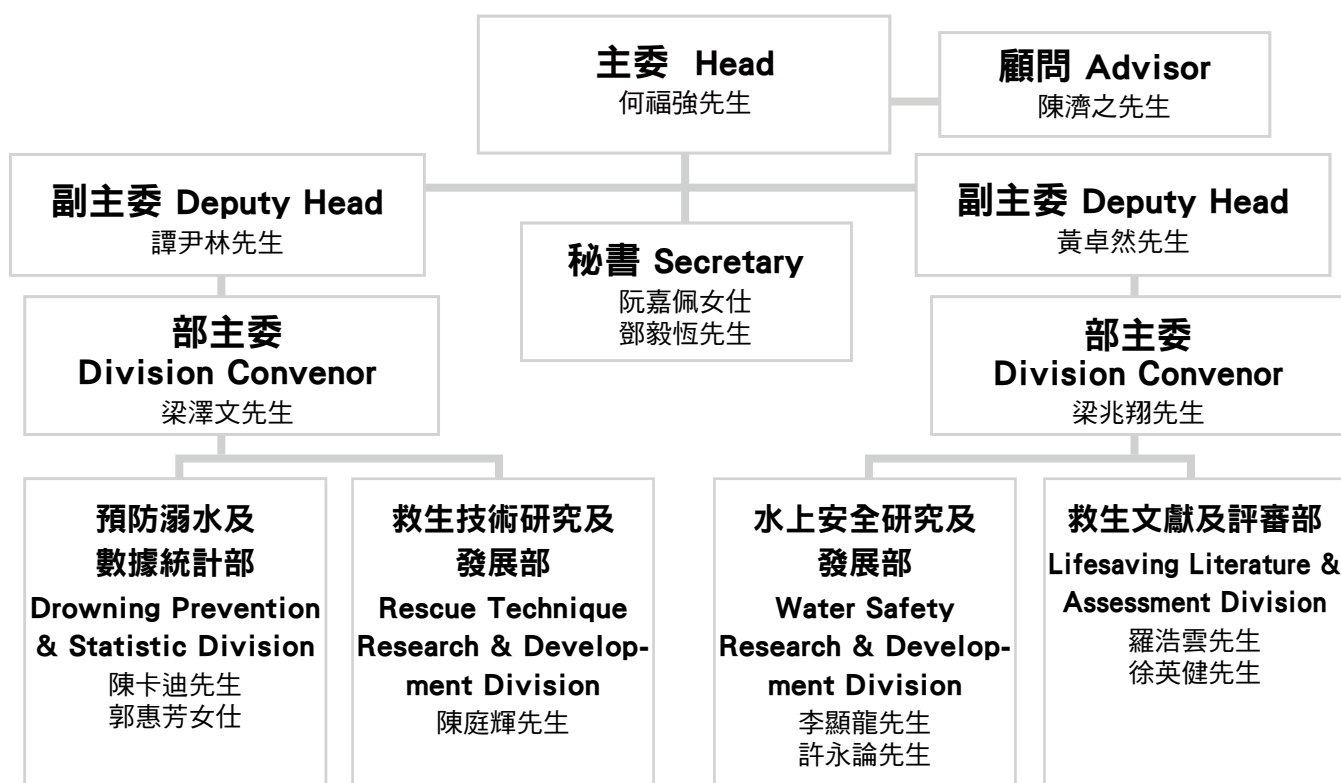 主委 Head
何福強先生
顧問 Advisor
陳濟之先生
副主委 Deputy Head
譚尹林先生
秘書 Secretary
阮嘉佩女仕
鄧毅恆先生
副主委 Deputy Head
黃卓然先生
部主委
Division Convenor
梁澤文先生
部主委
Division Convenor
梁兆翔先生
預防溺水及
數據統計部
Drowning Prevention
& Statistic Division
陳卡迪先生
郭惠芳女仕
救生技術研究及
發展部
Rescue Technique
Research & Develop-
ment Division
陳庭輝先生
水上安全研究及
發展部
Water Safety
Research & Develop-
ment Division
李顯龍先生
許永論先生
救生文獻及評審部
Lifesaving Literature &
Assessment Division
羅浩雲先生
徐英健先生